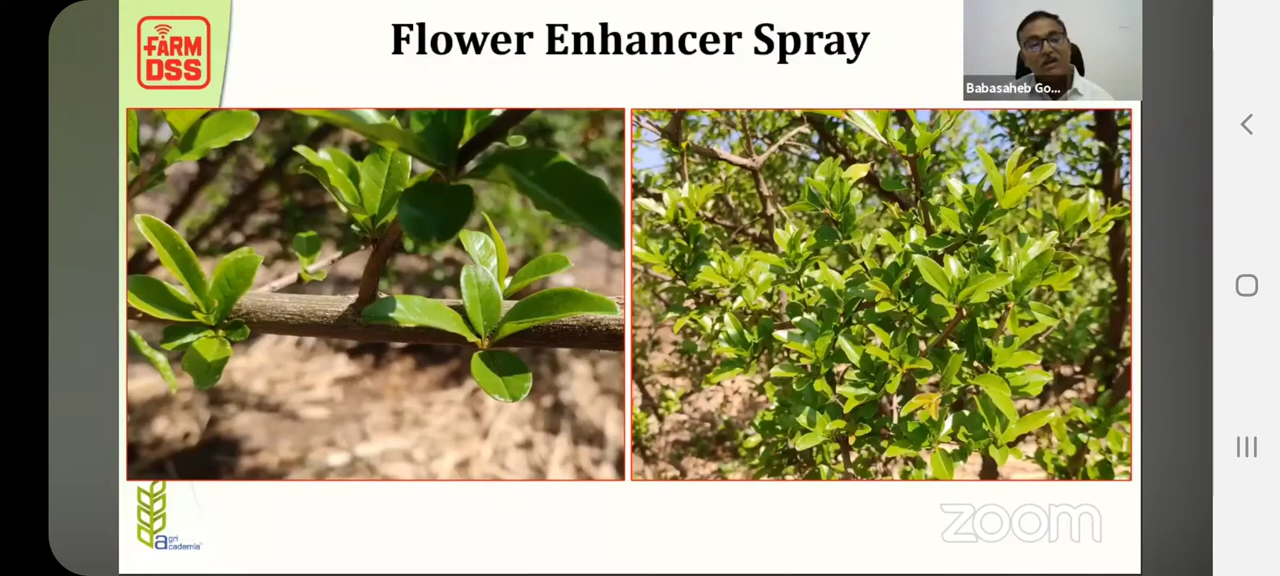 FARM
DSS
Flower Enhancer Spray
Babasaheb Go...
agri
academia
zoom